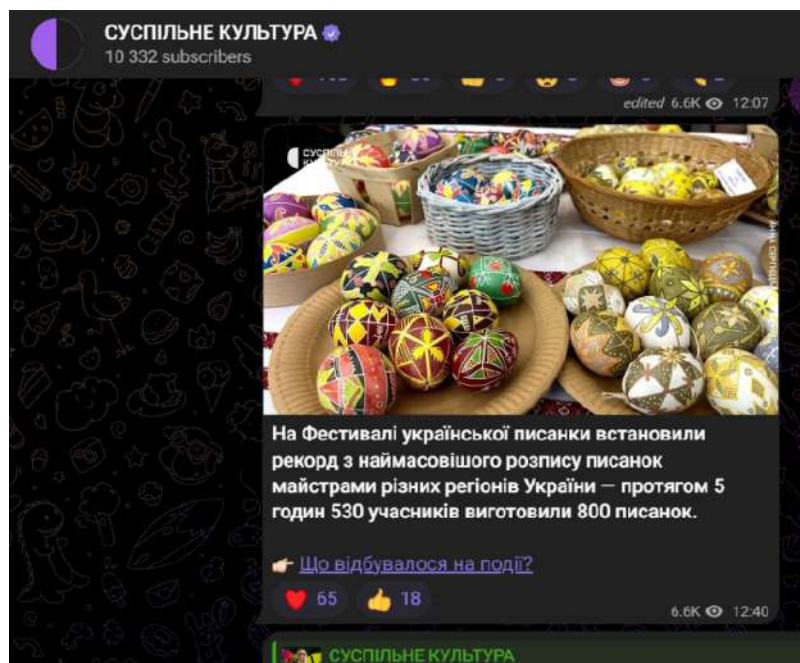 СУСПІЛЬНЕ КУЛЬТУРА
10 332 subscribers
edited 6.6K 12:07
На Фестивалі української писанки встановили
рекорд з наймасовішого розпису писанок
майстрами різних регіонів України — протягом 5
годин 530 учасників виготовили 800 писанок.
👉🏻 Що відбувалося на події?
❤️ 65 👍 18
6.6K 12:40
СУСПІЛЬНЕ КУЛЬТУРА